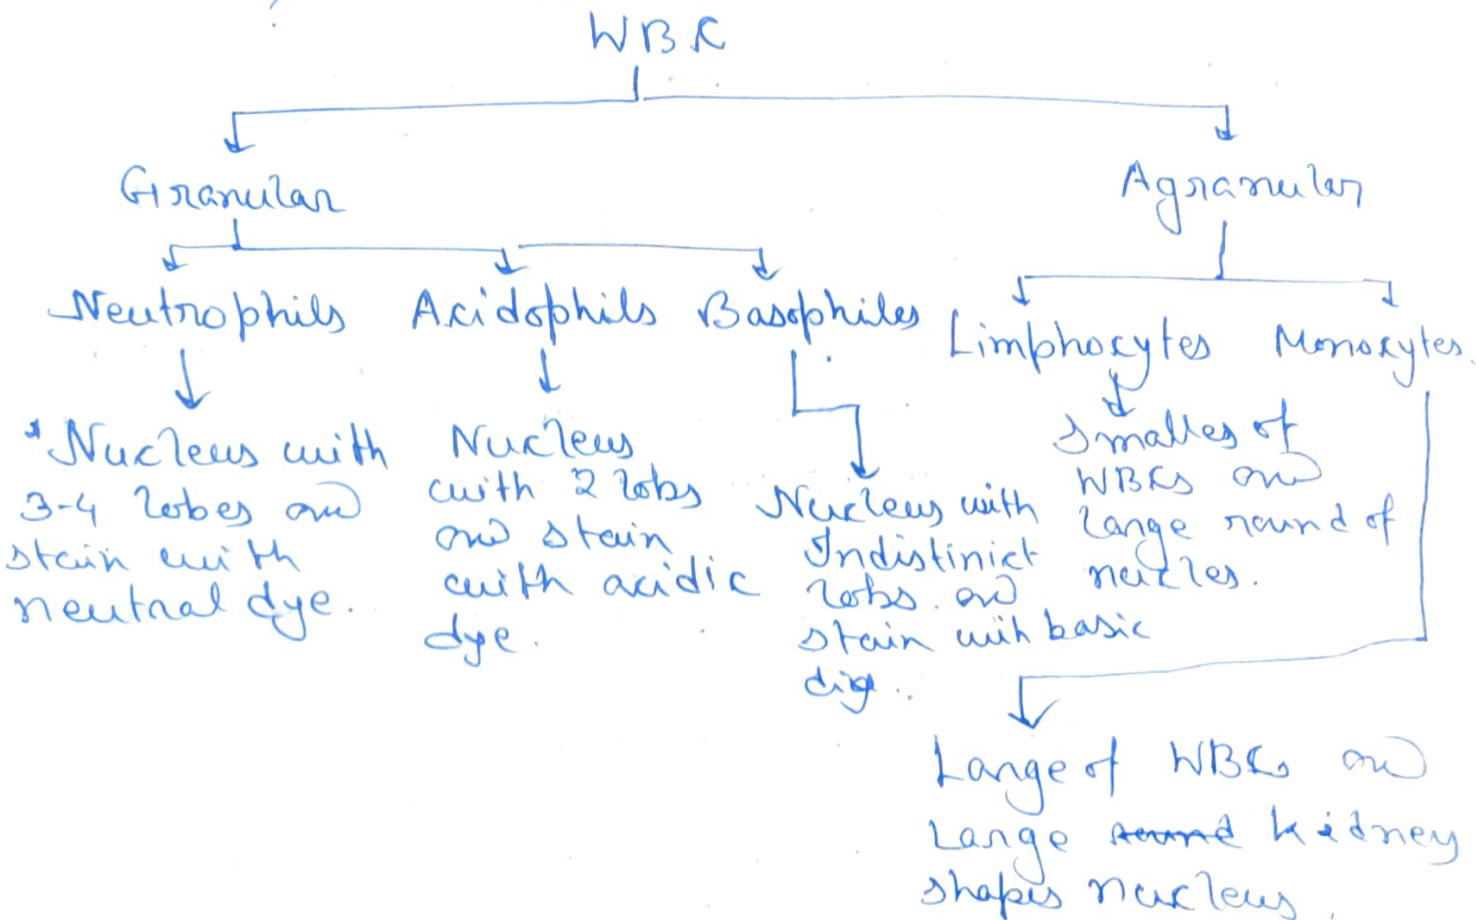 WBC
Granular
Agranular
Neutrophils
Acidophils
Basophiles
Limphocytes
Monocytes.
*Nucleus with
3-4 lobes and
stain with
neutral dye.
Nucleus
with 2 lobs
and stain
with acidic
dye.
Nucleus with
Indistinict
lobs. and
stain wih basic
Smalles of
WBCs and
large round of
nucles.
Large of WBCs and
Large round kidney
shapes nucleus